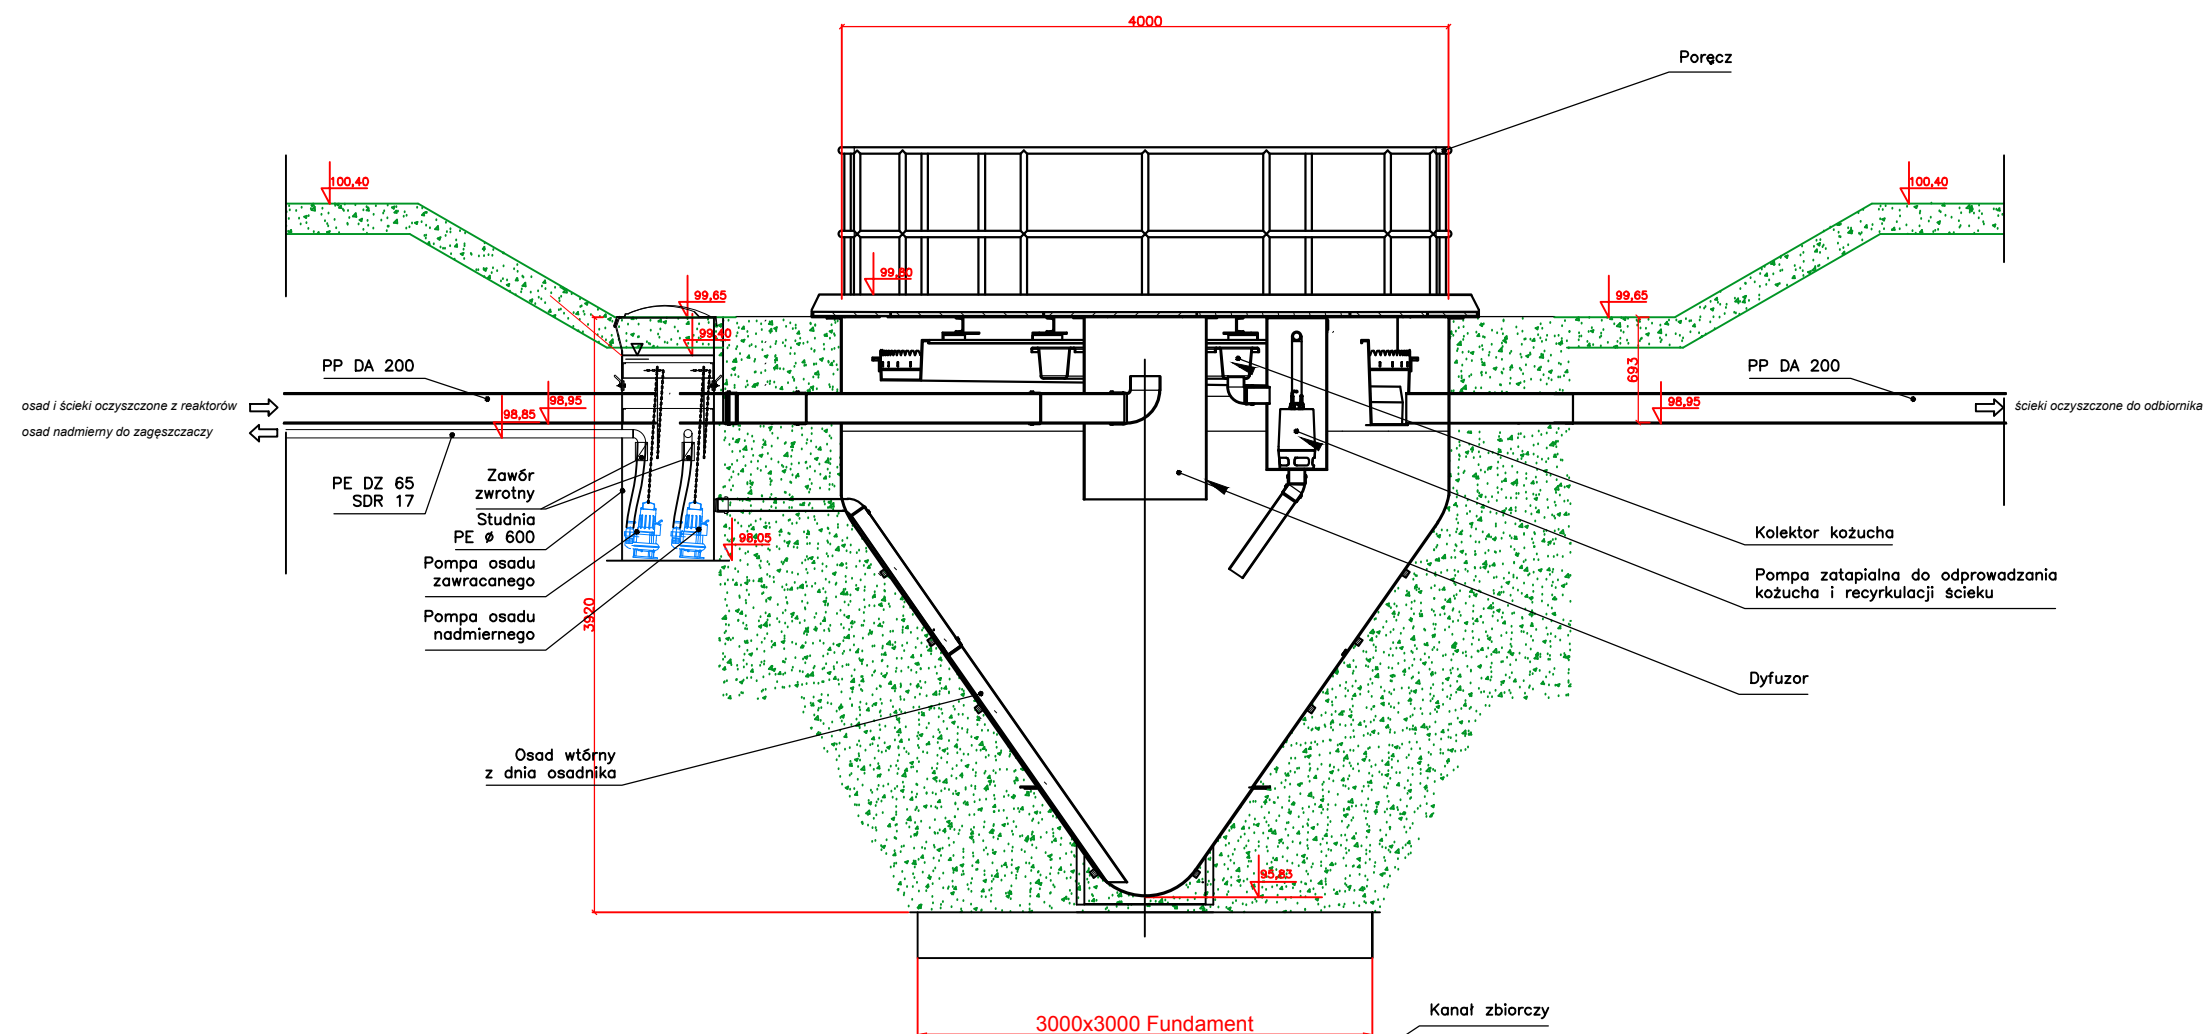 4000
Poręcz
100,40
100,40
99,80
99,65
99,65
99,40
PP DA 200
693
PP DA 200
osad i ścieki oczyszczone z reaktorów
98,95
98,85
98,95
ścieki oczyszczone do odbiornika
osad nadmierny do zagęszczaczy
Zawór
zwrotny
PE DZ 65
SDR 17
Studnia
PE ø 600
98,05
Kolektor kożucha
Pompa osadu
zawracanego
Pompa zatapialna do odprowadzania
kożucha i recyrkulacji ścieku
3920
Pompa osadu
nadmiernego
Dyfuzor
Osad wtórny
z dnia osadnika
95,83
Kanał zbiorczy
3000x3000 Fundament